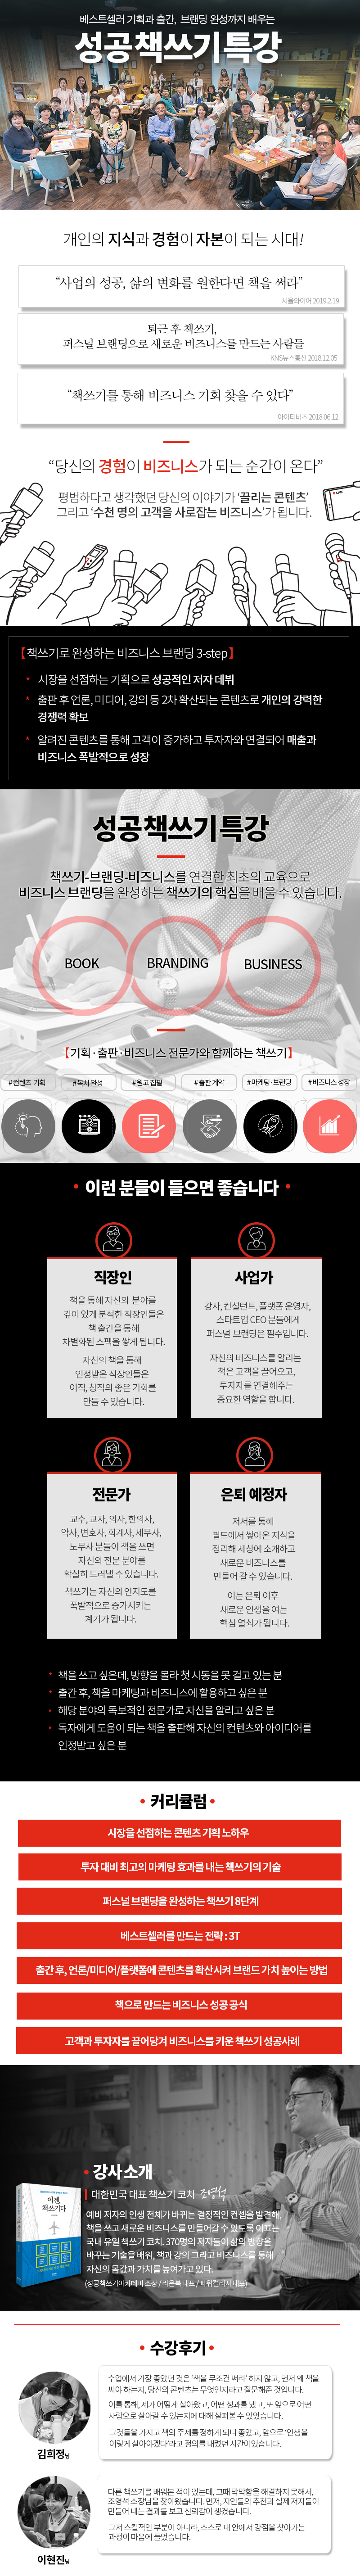 베스트셀러 기획과 출간, 브랜딩 완성까지 배우는
성공책쓰기특강
개인의 지식과 경험이 자본이 되는 시대!
“사업의 성공, 삶의 변화를 원한다면 책을 써라”
서울와이어 2019.2.19
퇴근 후 책쓰기,
퍼스널 브랜딩으로 새로운 비즈니스를 만드는 사람들
KNS뉴스통신 2018.12.05
“책쓰기를 통해 비즈니스 기회 찾을 수 있다”
아이티비즈 2018.06.12
“당신의 경험이 비즈니스가 되는 순간이 온다”
평범하다고 생각했던 당신의 이야기가 ‘끌리는 콘텐츠’
그리고 ‘수천 명의 고객을 사로잡는 비즈니스’가 됩니다.
LIVE
【책쓰기로 완성하는 비즈니스 브랜딩 3-step】
* 시장을 선점하는 기획으로 성공적인 저자 데뷔
* 출판 후 언론, 미디어, 강의 등 2차 확산되는 콘텐츠로 개인의 강력한
경쟁력 확보
* 알려진 콘텐츠를 통해 고객이 증가하고 투자자와 연결되어 매출과
비즈니스 폭발적으로 성장
성공책쓰기특강
책쓰기-브랜딩-비즈니스를 연결한 최초의 교육으로
비즈니스 브랜딩을 완성하는 책쓰기의 핵심을 배울 수 있습니다.
BOOK
BRANDING
BUSINESS
【기획·출판·비즈니스 전문가와 함께하는 책쓰기】
#컨텐츠 기획
#목차 완성
#원고 집필
#출판 계약
#마케팅·브랜딩
#비즈니스 성장
• 이런 분들이 들으면 좋습니다 •
직장인
책을 통해 자신의 분야를
깊이 있게 분석한 직장인들은
책 출간을 통해
차별화된 스펙을 쌓게 됩니다.
자신의 책을 통해
인정받은 직장인들은
이직, 창직의 좋은 기회를
만들 수 있습니다.
사업가
강사, 컨설턴트, 플랫폼 운영자,
스타트업 CEO 분들에게
퍼스널 브랜딩은 필수입니다.
자신의 비즈니스를 알리는
책은 고객을 끌어오고,
투자자를 연결해주는
중요한 역할을 합니다.
전문가
교수, 교사, 의사, 한의사,
약사, 변호사, 회계사, 세무사,
노무사 분들이 책을 쓰면
자신의 전문 분야를
확실히 드러낼 수 있습니다.
책쓰기는 자신의 인지도를
폭발적으로 증가시키는
계기가 됩니다.
은퇴 예정자
저서를 통해
필드에서 쌓아온 지식을
정리해 세상에 소개하고
새로운 비즈니스를
만들어 갈 수 있습니다.
이는 은퇴 이후
새로운 인생을 여는
핵심 열쇠가 됩니다.
* 책을 쓰고 싶은데, 방향을 몰라 첫 시동을 못 걸고 있는 분
* 출간 후, 책을 마케팅과 비즈니스에 활용하고 싶은 분
* 해당 분야의 독보적인 전문가로 자신을 알리고 싶은 분
* 독자에게 도움이 되는 책을 출판해 자신의 컨텐츠와 아이디어를
인정받고 싶은 분
• 커리큘럼 •
시장을 선점하는 콘텐츠 기획 노하우
투자 대비 최고의 마케팅 효과를 내는 책쓰기의 기술
퍼스널 브랜딩을 완성하는 책쓰기 8단계
베스트셀러를 만드는 전략 : 3T
출간 후, 언론/미디어/플랫폼에 콘텐츠를 확산시켜 브랜드 가치 높이는 방법
책으로 만드는 비즈니스 성공 공식
고객과 투자자를 끌어당겨 비즈니스를 키운 책쓰기 성공사례
• 강사소개
대한민국 대표 책쓰기 코치 조영석
이젠, 책쓰기다
예비 저자의 인생 전체가 바뀌는 결정적인 컨셉을 발견해,
책을 쓰고 새로운 비즈니스를 만들어갈 수 있도록 이끄는
국내 유일 책쓰기 코치. 370명의 저자들이 삶의 방향을
바꾸는 기술을 배워, 책과 강의 그리고 비즈니스를 통해
자신의 몸값과 가치를 높여가고 있다.
(성공책쓰기아카데미 소장 / 라온북 대표 / 파워컬리지 대표)
• 수강후기 •
수업에서 가장 좋았던 것은 ‘책을 무조건 써라’ 하지 않고, 먼저 왜 책을
써야 하는지, 당신의 콘텐츠는 무엇인지라고 질문해준 것입니다.
이를 통해, 제가 어떻게 살아왔고, 어떤 성과를 냈고, 또 앞으로 어떤
사람으로 살아갈 수 있는지에 대해 살펴볼 수 있었습니다.
그것들을 가지고 책의 주제를 정하게 되니 좋았고, 앞으로 ‘인생을
이렇게 살아야겠다’라고 정의를 내렸던 시간이었습니다.
김희정님
다른 책쓰기를 배워본 적이 있는데, 그때 막막함을 해결하지 못해서,
조영석 소장님을 찾아왔습니다. 먼저, 지인들의 추천과 실제 저자들이
만들어 내는 결과를 보고 신뢰감이 생겼습니다.
그저 스킬적인 부분이 아니라, 스스로 내 안에서 강점을 찾아가는
과정이 마음에 들었습니다.
이현진님